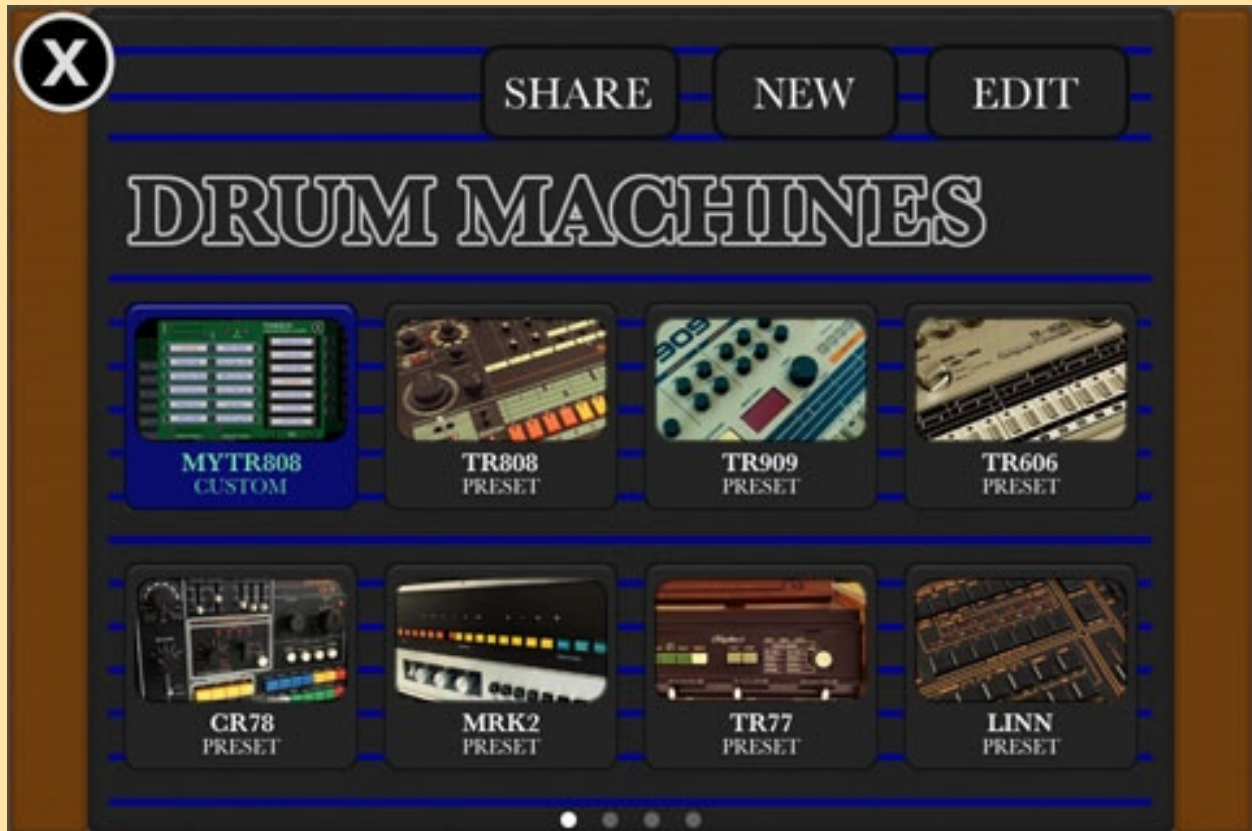 X
SHARE
NEW
EDIT
DRUM MACHINES
MYTR808
CUSTOM
TR808
PRESET
909
TR909
PRESET
TR606
PRESET
CR78
PRESET
MRK2
PRESET
TR77
PRESET
LINN
PRESET